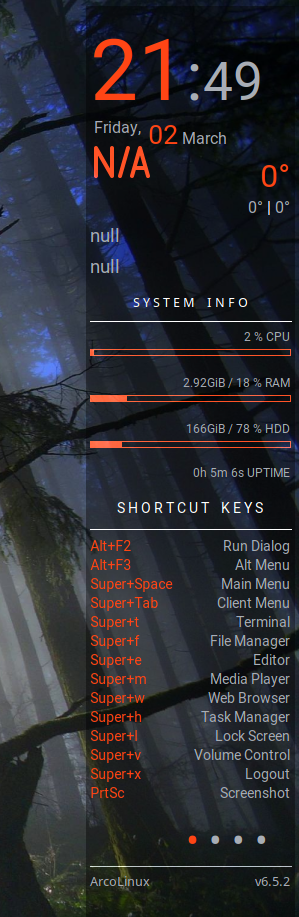 21:49
Friday, 02 March
N/A
0°
0° | 0°
null
null
SYSTEM INFO
2 % CPU
2.92GiB / 18 % RAM
166GiB / 78 % HDD
0h 5m 6s UPTIME
SHORTCUT KEYS
Alt+F2 Run Dialog
Alt+F3 Alt Menu
Super+Space Main Menu
Super+Tab Client Menu
Super+t Terminal
Super+f File Manager
Super+e Editor
Super+m Media Player
Super+w Web Browser
Super+h Task Manager
Super+l Lock Screen
Super+v Volume Control
Super+x Logout
PrtSc Screenshot
ArcoLinux v6.5.2